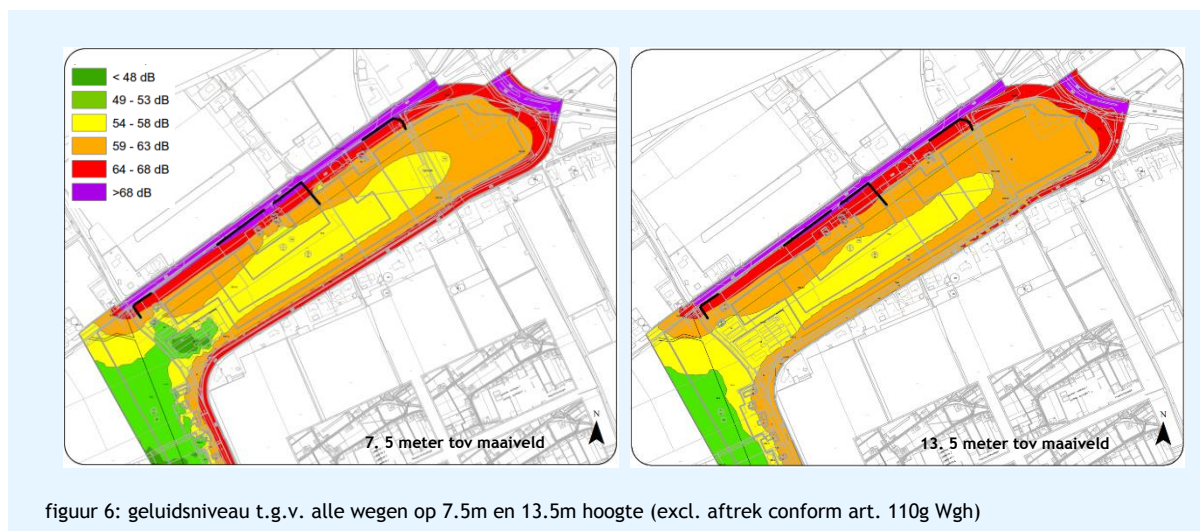 < 48 dB
49 - 53 dB
54 - 58 dB
59 - 63 dB
64 - 68 dB
>68 dB
7. 5 meter tov maaiveld
N
13. 5 meter tov maaiveld
N
figuur 6: geluidsniveau t.g.v. alle wegen op 7.5m en 13.5m hoogte (excl. aftrek conform art. 110g Wgh)